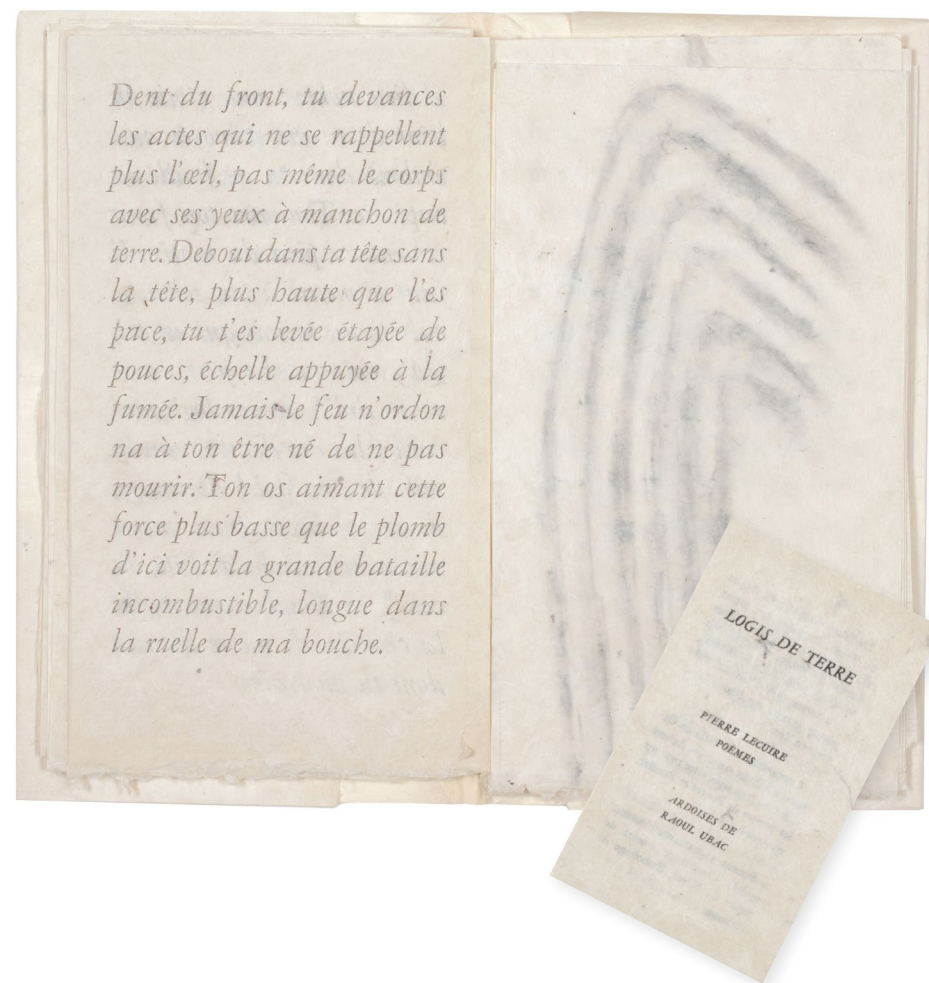 Dent du front, tu devances
les actes qui ne se rappellent
plus l'œil, pas même le corps
avec ses yeux à manchon de
terre. Debout dans ta tête sans
la tête, plus haute que l'es
pace, tu t'es levée étayée de
pouces, échelle appuyée à la
fumée. Jamais le feu n'ordon
na à ton être né de ne pas
mourir. Ton os aimant cette
force plus basse que le plomb
d'ici voit la grande bataille
incombustible, longue dans
la ruelle de ma bouche.
LOGIS DE TERRE
PIERRE LECUIRE
POÈMES
ARDOISES DE
RAOUL UBAC